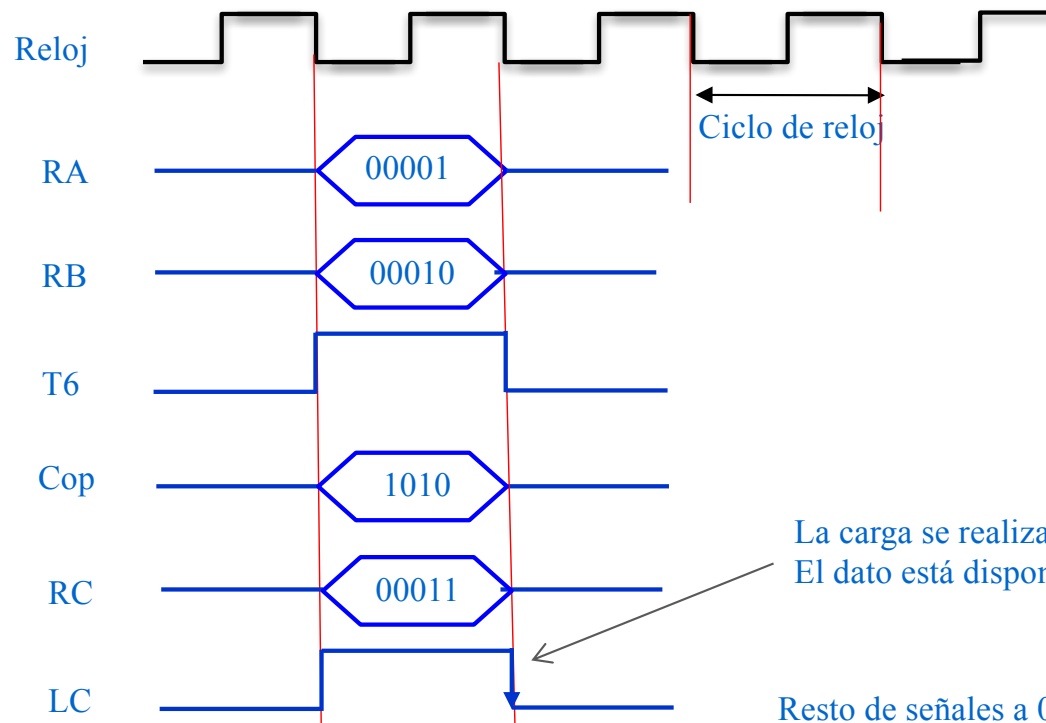 Reloj
Ciclo de reloj
RA
00001
RB
00010
T6
Cop
1010
La carga se realiza
El dato está
RC
00011
LC
Resto de señales a 0